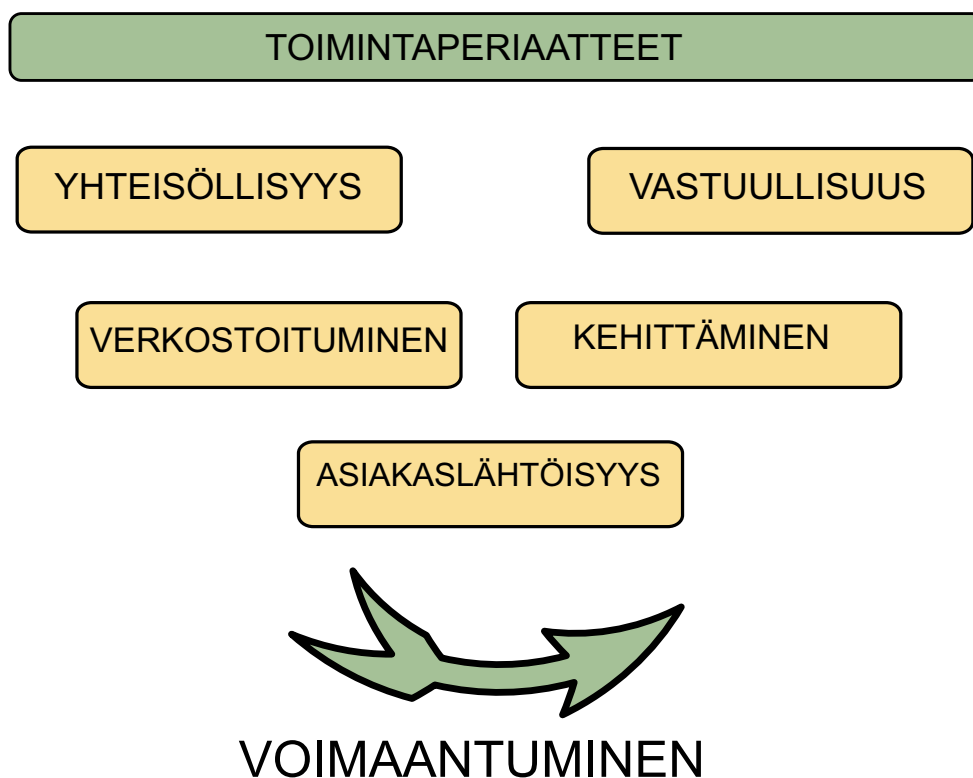 TOIMINTAPERIAATTEET
YHTEISÖLLISYYS
VASTUULLISUUS
VERKOSTOITUMINEN
KEHITTÄMINEN
ASIAKASLÄHTÖISYYS
VOIMAANTUMINEN